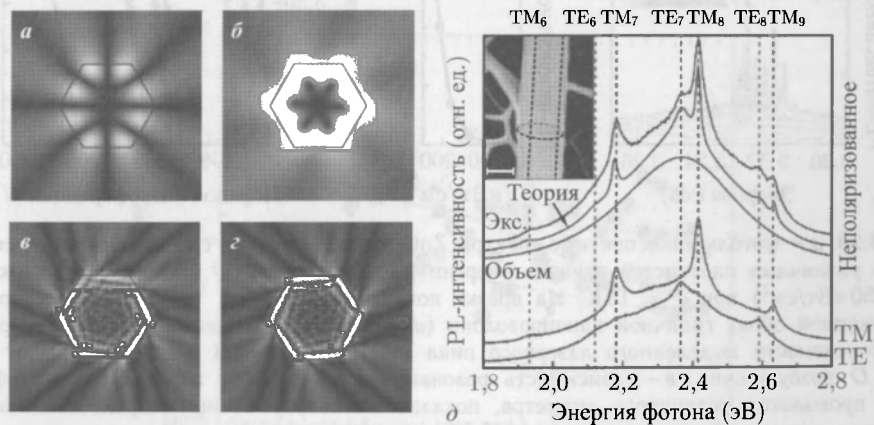 а
б
в
г
TM₆ TE₆ TM₇ TE₇ TM₈ TE₈ TM₉
PL-интенсивность (отн. ед.)
Теория
Экс.
Объем
Неполяризованное
TM
TE
1,8 2,0 2,2 2,4 2,6 2,8
д
Энергия фотона (эВ)